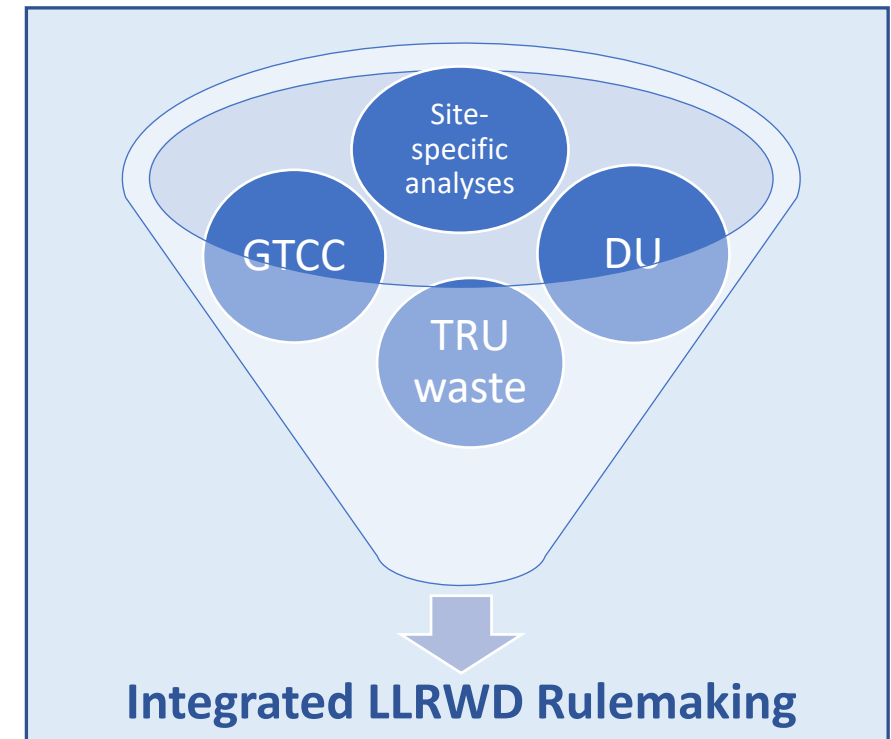 Site-
specific
analyses
GTCC
DU
TRU
waste
Integrated LLRWD Rulemaking